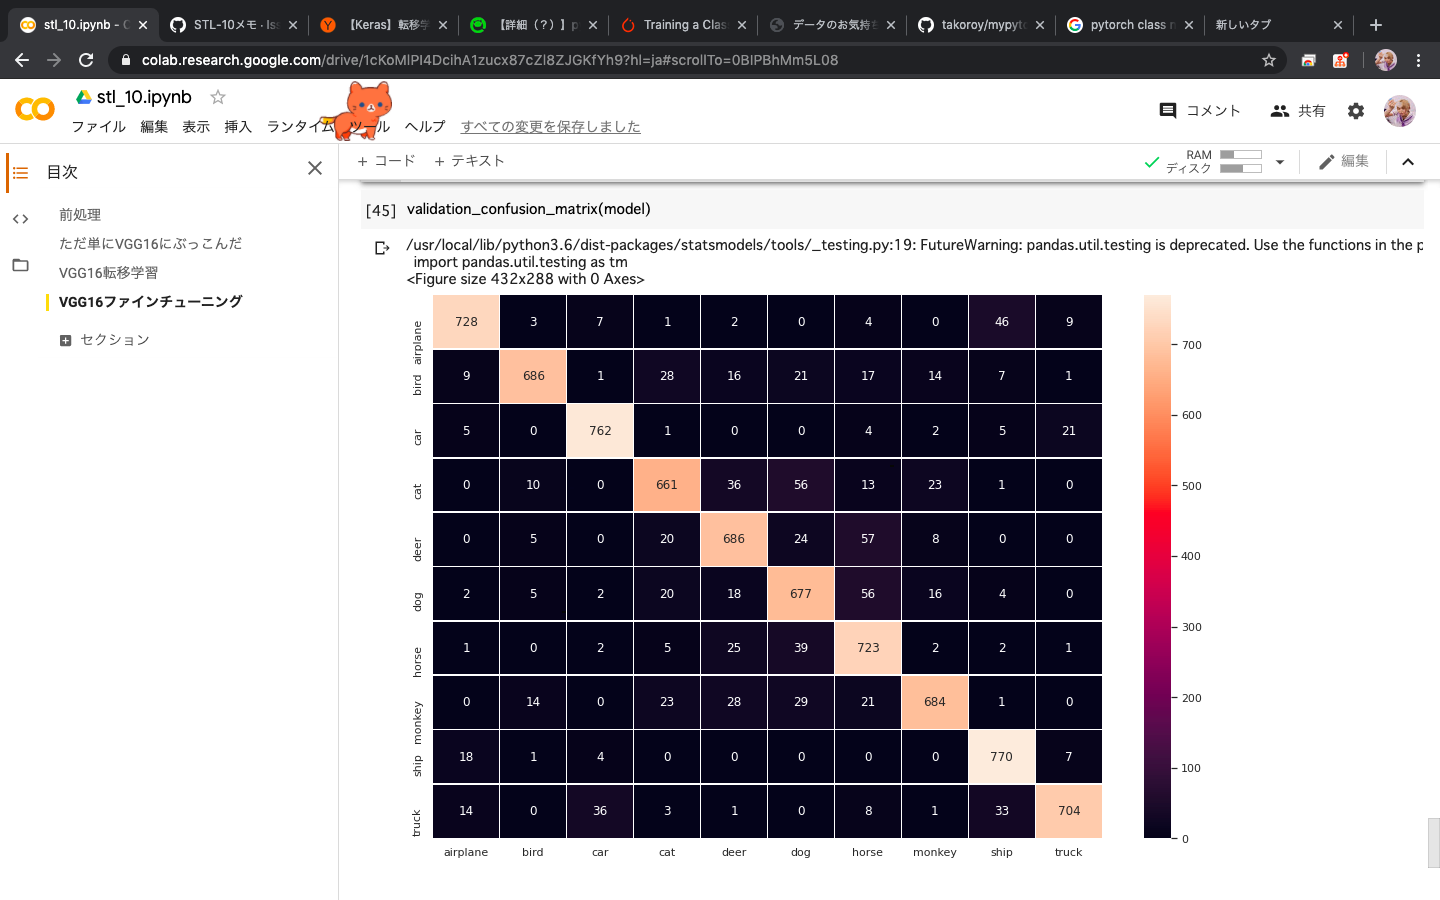 stl_10.ipynb - C
STL-10メモ · Iss
【Keras】転移学
【詳細（？）】p
Training a Clas
データのお気持ち
takoroy/mypyto
pytorch class n
新しいタブ
colab.research.google.com/drive/1cKoMlPI4DcihA1zucx87cZl8ZJGKfYh9?hl=ja#scrollTo=0BlPBhMm5L08
stl_10.ipynb
ファイル 編集 表示 挿入 ランタイム ツール ヘルプ すべての変更を保存しました
コメント 共有
目次
+ コード + テキスト
RAM
ディスク
編集
前処理
ただ単にVGG16にぶっこんだ
VGG16転移学習
VGG16ファインチューニング
セクション
[45] validation_confusion_matrix(model)
/usr/local/lib/python3.6/dist-packages/statsmodels/tools/_testing.py:19: FutureWarning: pandas.util.testing is deprecated. Use the functions in the p
import pandas.util.testing as tm
<Figure size 432x288 with 0 Axes>
airplane 728 3 7 1 2 0 4 0 46 9
bird 9 686 1 28 16 21 17 14 7 1
car 5 0 762 1 0 0 4 2 5 21
cat 0 10 0 661 36 56 13 23 1 0
deer 0 5 0 20 686 24 57 8 0 0
dog 2 5 2 20 18 677 56 16 4 0
horse 1 0 2 5 25 39 723 2 2 1
monkey 0 14 0 23 28 29 21 684 1 0
ship 18 1 4 0 0 0 0 0 770 7
truck 14 0 36 3 1 0 8 1 33 704
airplane bird car cat deer dog horse monkey ship truck
700
600
500
400
300
200
100
0